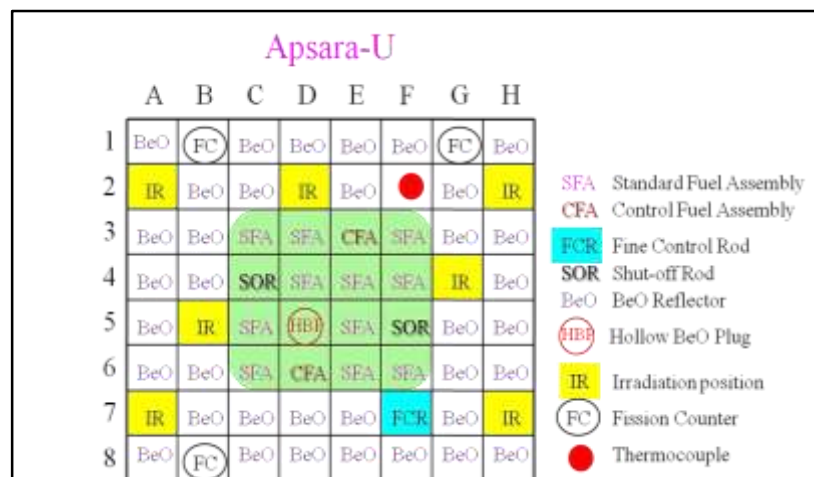 Apsara-U
A B C D E F G H
1 BeO FC BeO BeO BeO BeO FC BeO
2 IR BeO BeO IR BeO BeO IR
3 BeO BeO SFA SFA CFA SFA BeO BeO
4 BeO BeO SOR SFA SFA SFA IR BeO
5 BeO IR SFA HBP SFA SOR BeO BeO
6 BeO BeO SFA CFA SFA SFA BeO BeO
7 IR BeO BeO BeO BeO FCR BeO IR
8 BeO FC BeO BeO BeO BeO BeO BeO
SFA Standard Fuel Assembly
CFA Control Fuel Assembly
FCR Fine Control Rod
SOR Shut-off Rod
BeO BeO Reflector
HBP Hollow BeO Plug
IR Irradiation position
FC Fission Counter
Thermocouple